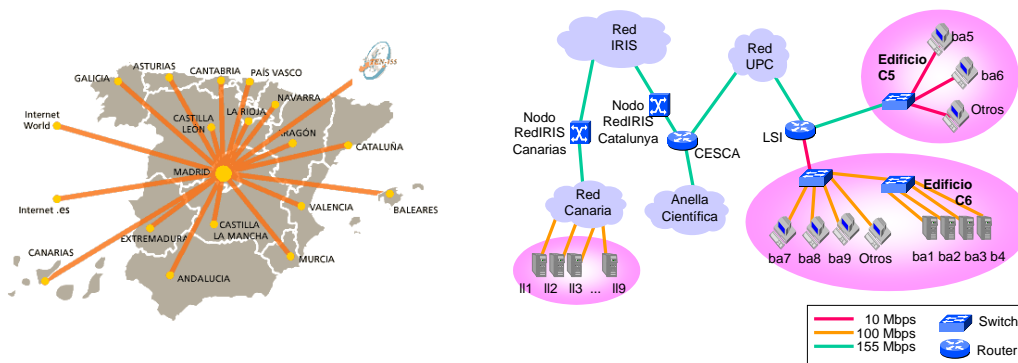 TEN-155
ASTURIAS
GALICIA
CANTABRIA
PAÍS VASCO
NAVARRA
LA RIOJA
Internet
World
CASTILLA
LEÓN
ARAGÓN
CATALUÑA
MADRID
Internet .es
VALENCIA
BALEARES
CASTILLA
LA MANCHA
EXTREMADURA
CANARIAS
MURCIA
ANDALUCIA
Red
IRIS
Red
UPC
Nodo
RedIRIS
Canarias
Nodo
RedIRIS
Catalunya
CESCA
LSI
Edificio
C5
ba5
ba6
Otros
Red
Canaria
Anella
Científica
Edificio
C6
ll1 ll2 ll3 ... ll9
ba7 ba8 ba9 Otros
ba1 ba2 ba3 b4
10 Mbps
100 Mbps
155 Mbps
Switch
Router